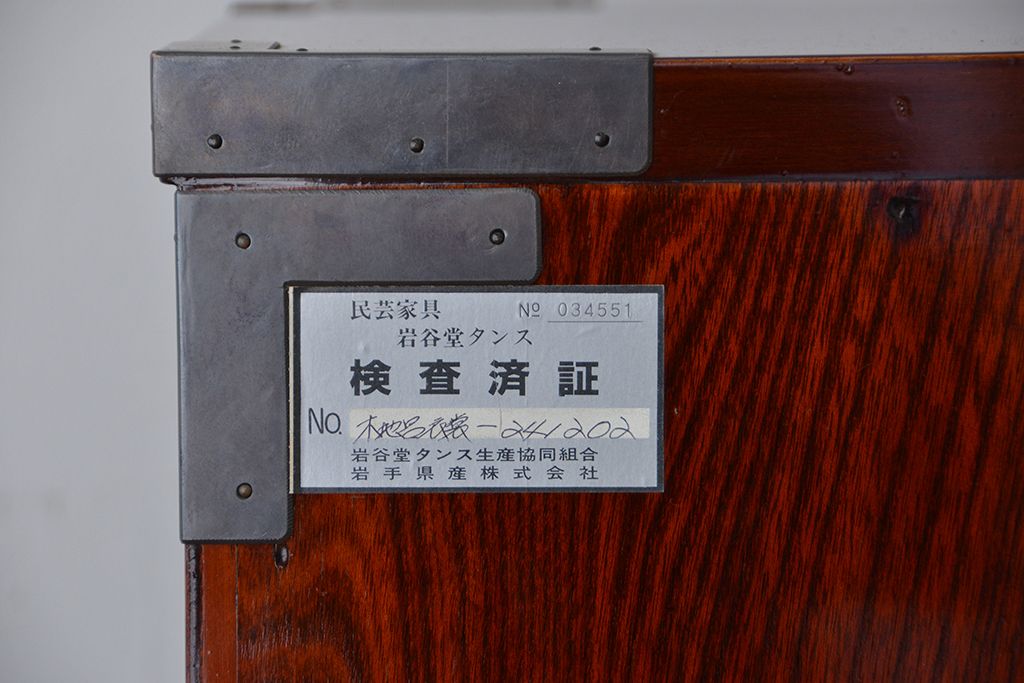 民芸家具 Nº 034551
岩谷堂タンス
検査済証
NO. 木地呂衣裳-241202
岩谷堂タンス生産協同組合
岩手県産株式会社